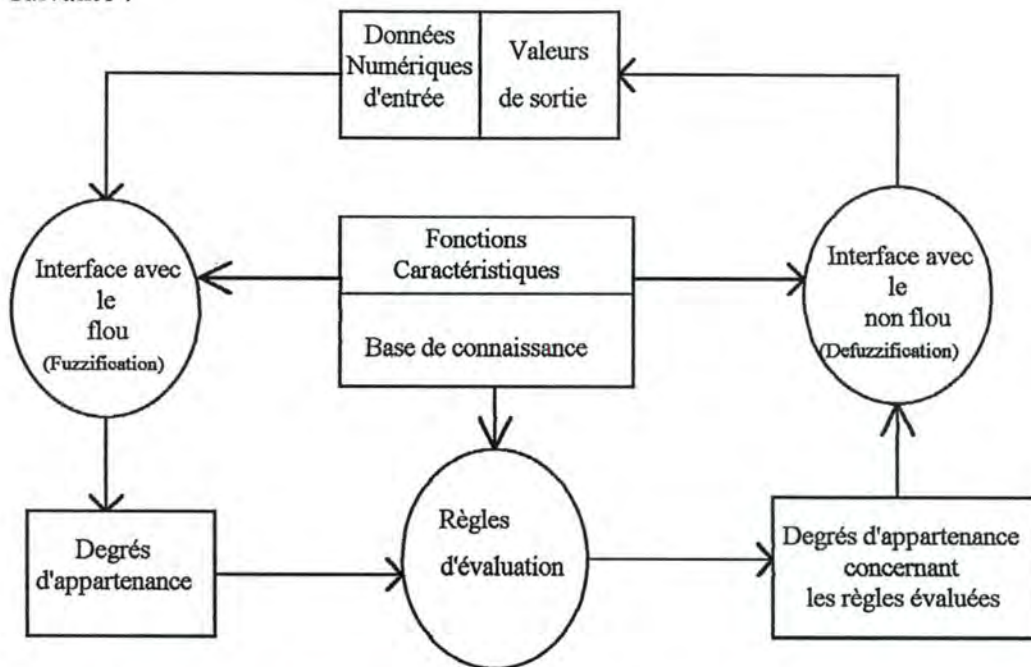 Données
Numériques
d'entrée
Valeurs
de sortie
Fonctions
Caractéristiques
Base de connaissance
Interface avec
le
flou
(Fuzzification)
Interface avec
le
non flou
(Defuzzification)
Degrés
d'appartenance
Règles
d'évaluation
Degrés d'appartenance
concernant
les règles évaluées